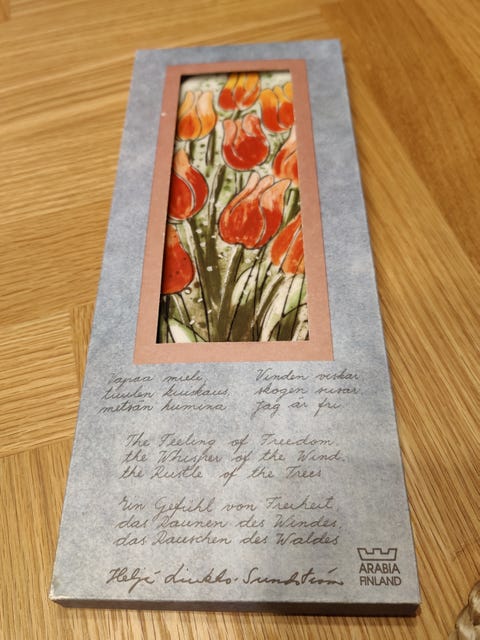 Vapaa mieli,
tuulen kuiskaus,
metsän humina
Vinden viskar
skogen susar
jag är fri
The Feeling of Freedom.
the Whisper of the Wind.
the Rustle of the Trees
Ein Gefühl von Freiheit,
das Raunen des Windes,
das Rauschen des Waldes
Heljä Liukko-Sundström
ARABIA
FINLAND